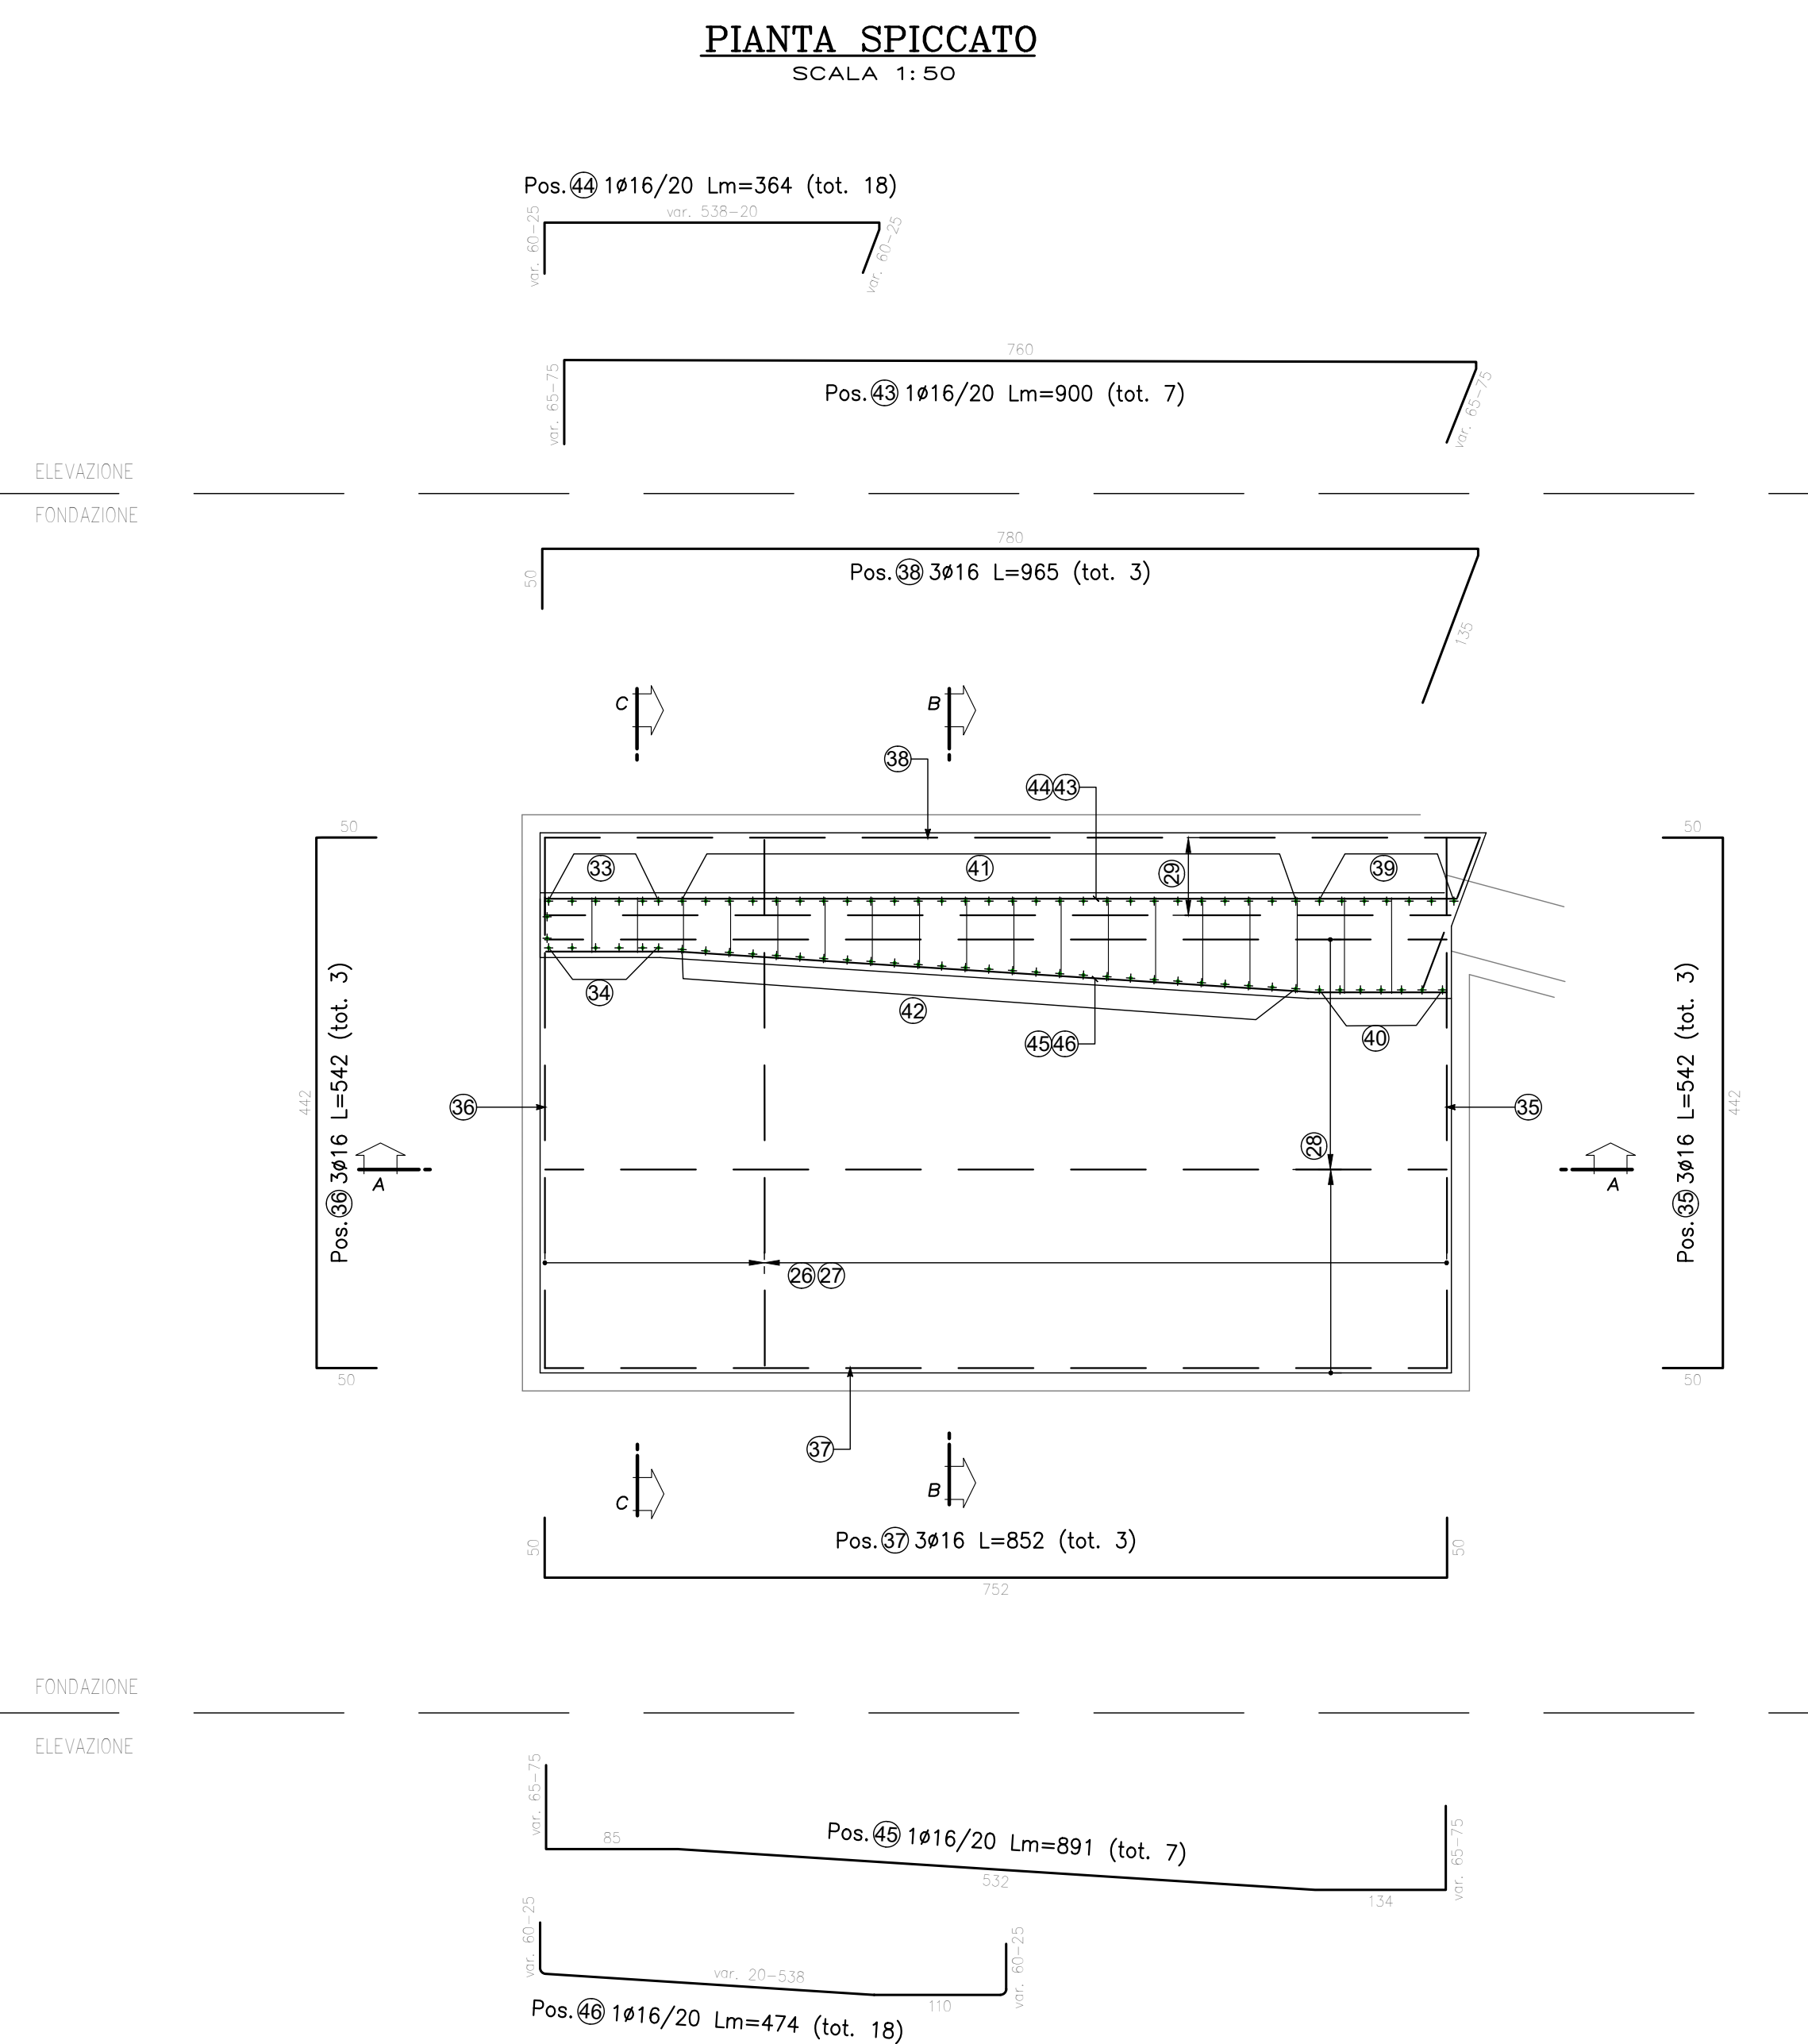 PIANTA SPICCATO
SCALA 1:50
Pos. 44 1ø16/20 Lm=364 (tot. 18)
var. 538-20
var. 60-25
var. 60-25
760
var. 65-75
Pos. 43 1ø16/20 Lm=900 (tot. 7)
var. 65-75
ELEVAZIONE
FONDAZIONE
780
50
Pos. 38 3ø16 L=965 (tot. 3)
135
C
B
38
44 43
50
50
33
41
29
39
34
42
45 46
40
442
Pos. 36 3ø16 L=542 (tot. 3)
36
35
Pos. 35 3ø16 L=542 (tot. 3)
442
28
A
A
26 27
50
50
37
C
B
50
Pos. 37 3ø16 L=852 (tot. 3)
50
752
FONDAZIONE
ELEVAZIONE
var. 65-75
85
Pos. 45 1ø16/20 Lm=891 (tot. 7)
532
134
var. 65-75
var. 60-25
var. 20-538
110
var. 60-25
Pos. 46 1ø16/20 Lm=474 (tot. 18)